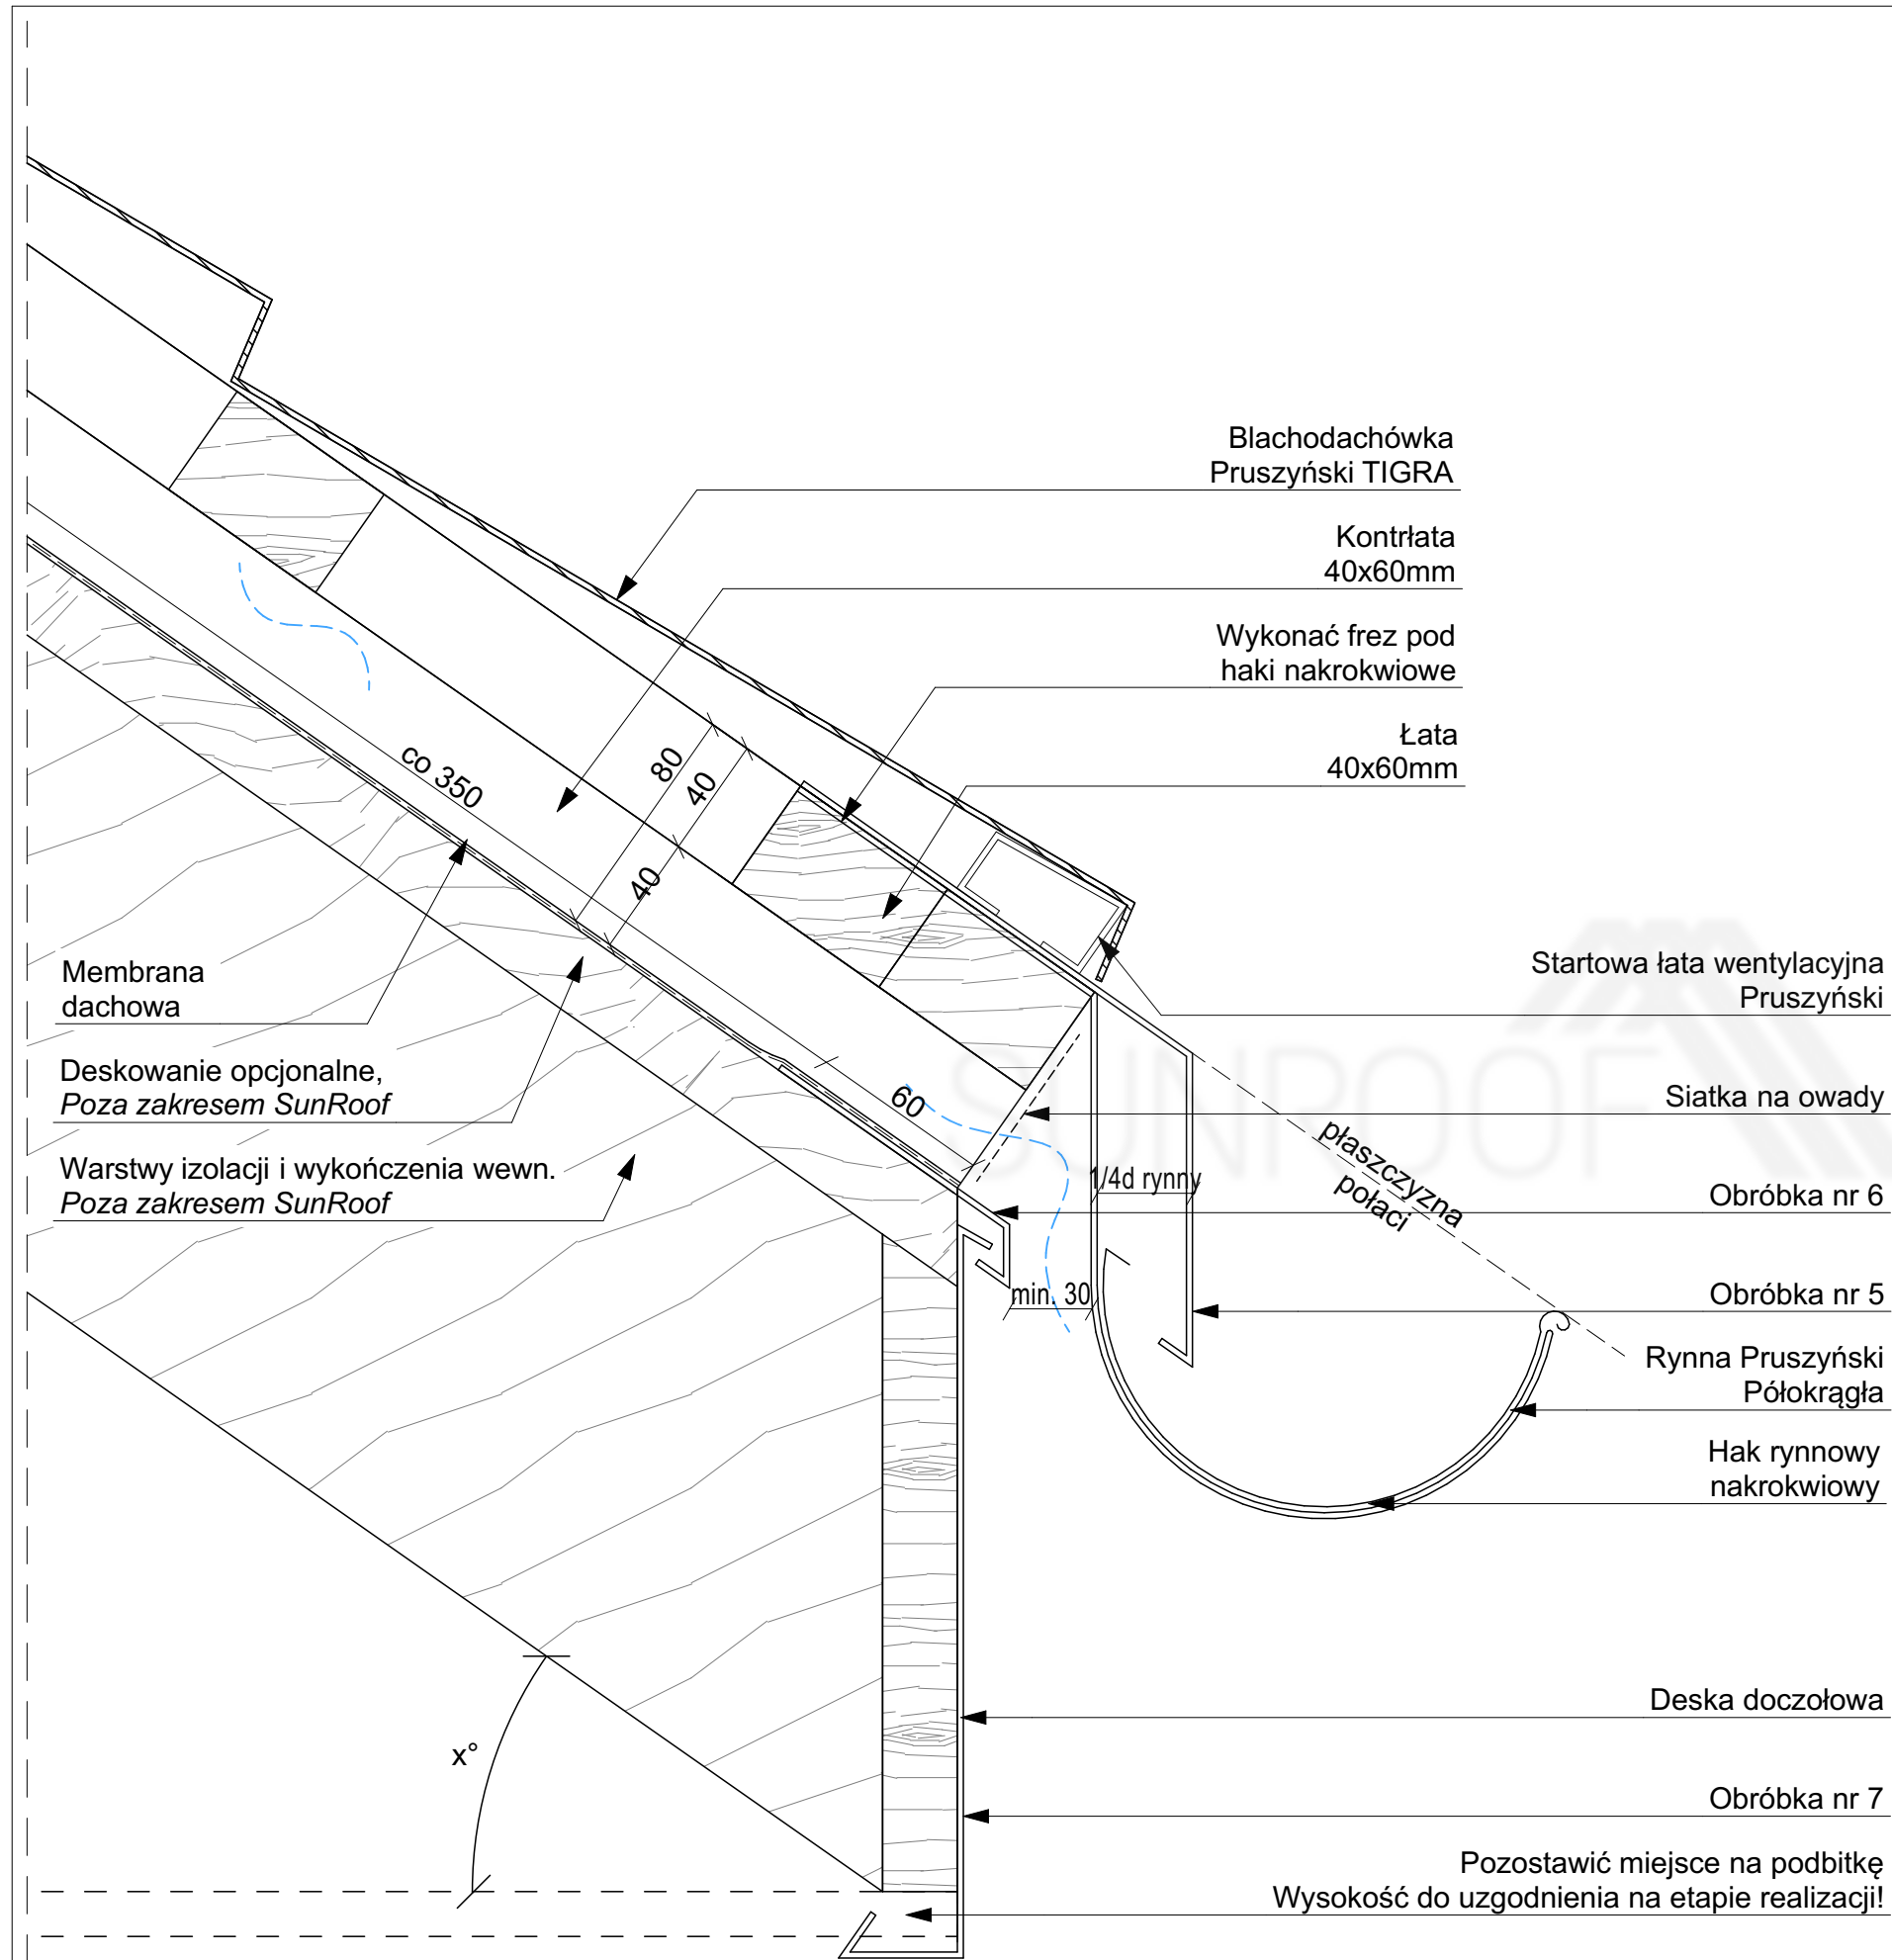 Blachodachówka
Pruszyński TIGRA
Kontrłata
40x60mm
Wykonać frez pod
haki nakrokwiowe
Łata
40x60mm
co 350
80
40
40
60
Membrana
dachowa
Deskowanie opcjonalne,
Poza zakresem SunRoof
Warstwy izolacji i wykończenia wewn.
Poza zakresem SunRoof
Startowa łata wentylacyjna
Pruszyński
SUNROOF
Siatka na owady
płaszczyzna
połaci
1/4d rynny
Obróbka nr 6
min. 30
Obróbka nr 5
Rynna Pruszyński
Półokrągła
Hak rynnowy
nakrokwiowy
Deska doczołowa
x°
Obróbka nr 7
Pozostawić miejsce na podbitkę
Wysokość do uzgodnienia na etapie realizacji!